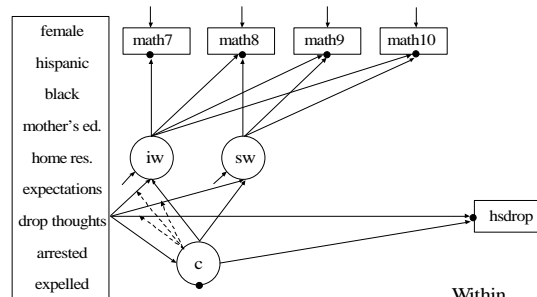 female
hispanic
black
mother's ed.
home res.
expectations
drop thoughts
arrested
expelled
math7
math8
math9
math10
iw
sw
hsdrop
c
Within